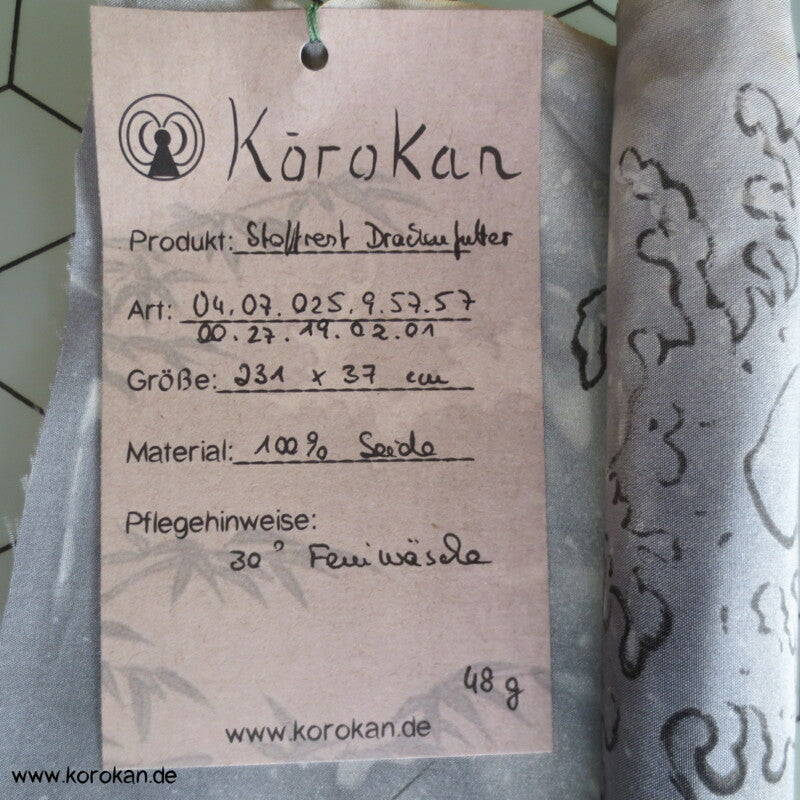 Kōrokan
Produkt: Stoffrest Drachenfutter
Art: 04.07.025.9.57.57
00.27.19.02.01
Größe: 231 x 37 cm
Material: 100% Seide
Pflegehinweise:
30° Feinwäsche
48 g
www.korokan.de
www.korokan.de